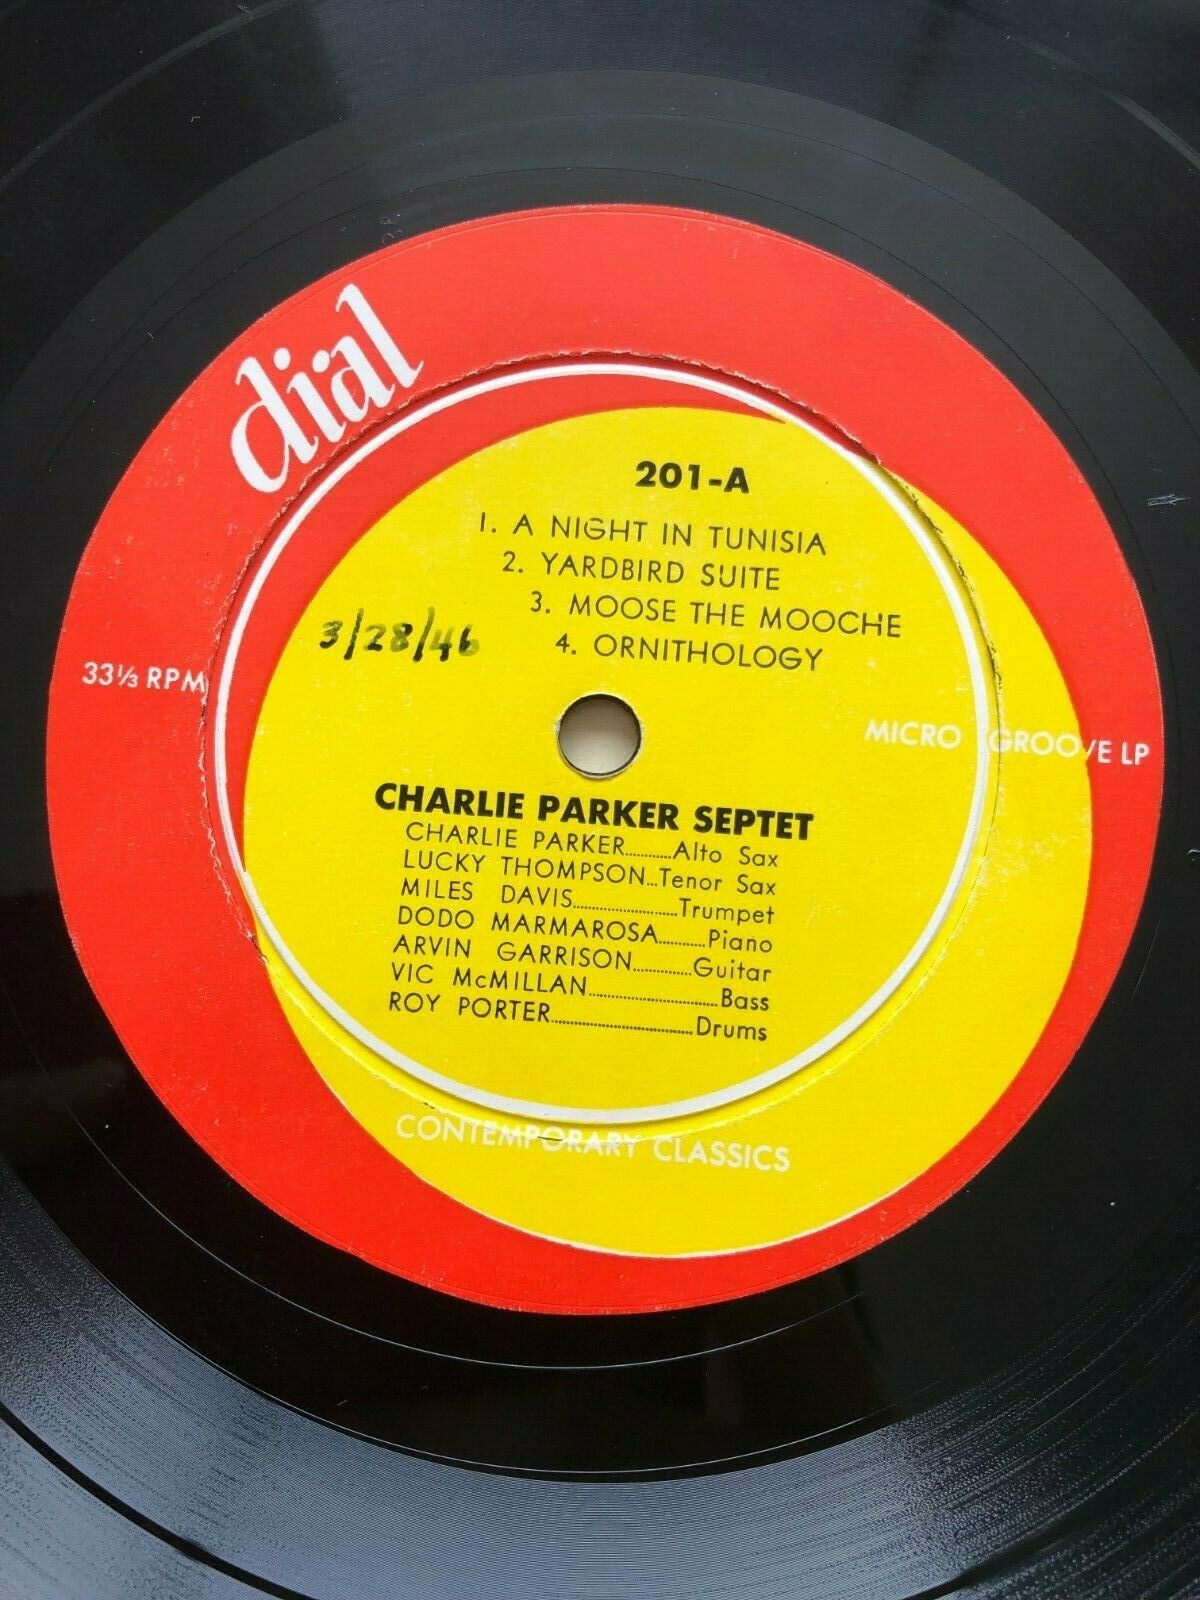 dial
201-A
1. A NIGHT IN TUNISIA
2. YARDBIRD SUITE
3. MOOSE THE MOOCHE
4. ORNITHOLOGY
3/28/46
33⅓ RPM
MICRO GROOVE LP
CHARLIE PARKER SEPTET
CHARLIE PARKER..........Alto Sax
LUCKY THOMPSON...Tenor Sax
MILES DAVIS..........Trumpet
DODO MARMAROSA..........Piano
ARVIN GARRISON..........Guitar
VIC McMILLAN..........Bass
ROY PORTER..........Drums
CONTEMPORARY CLASSICS